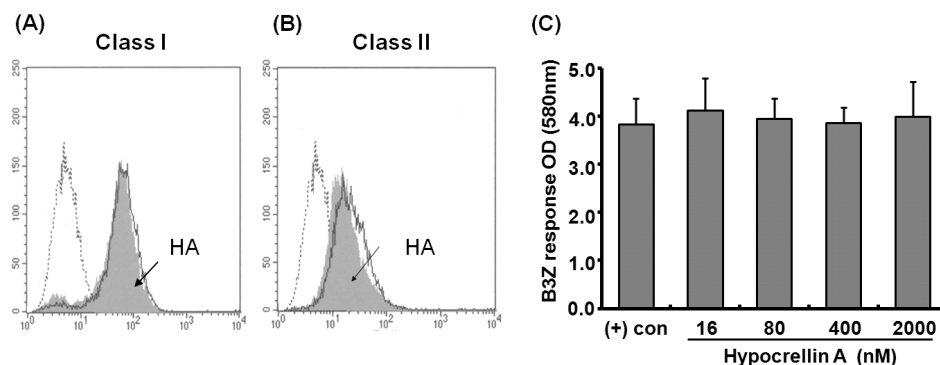 (A)
Class I
250
200
150
100
50
0
10^0 10^1 10^2 10^3 10^4
HA
(B)
Class II
250
200
150
100
50
0
10^0 10^1 10^2 10^3 10^4
HA
(C)
B3Z response OD (580nm)
5.0
4.0
3.0
2.0
1.0
0.0
(+) con 16 80 400 2000
Hypocrellin A (nM)